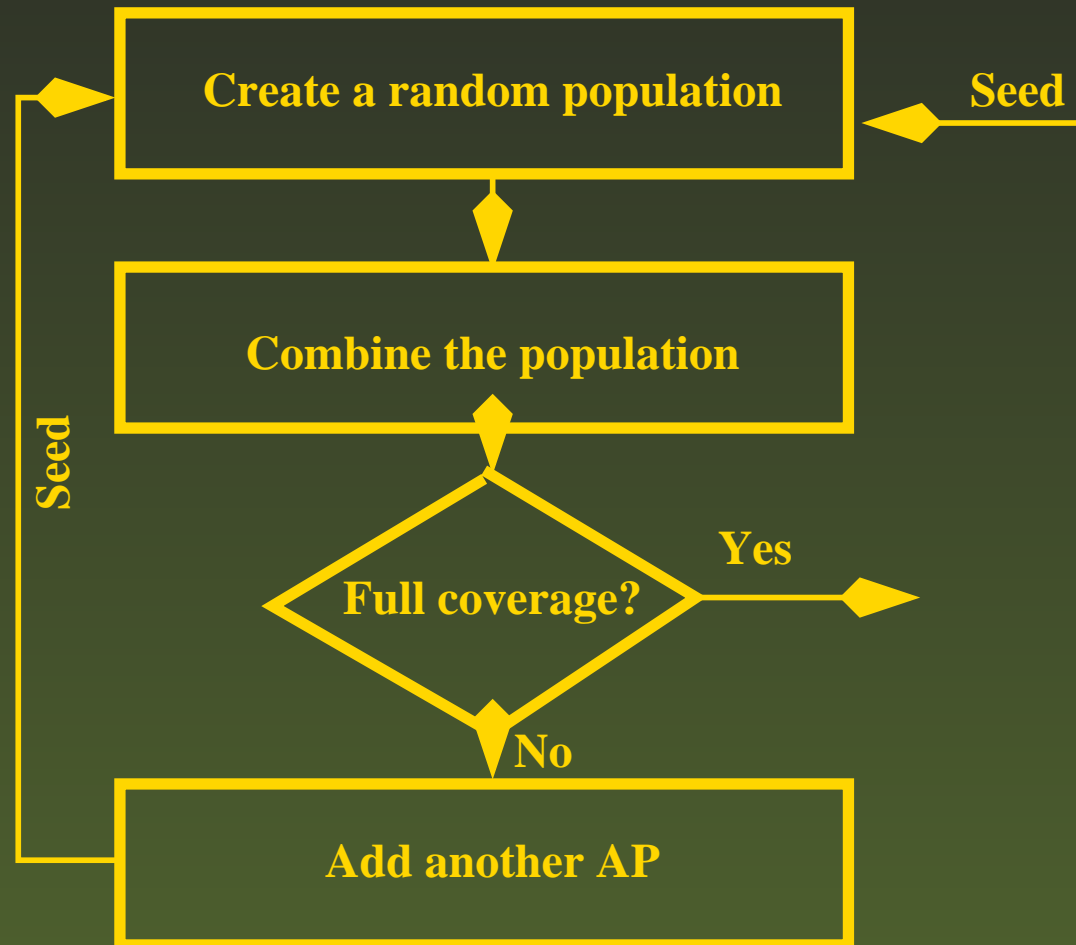 Create a random population
Seed
Combine the population
Seed
Yes
Full coverage?
No
Add another AP